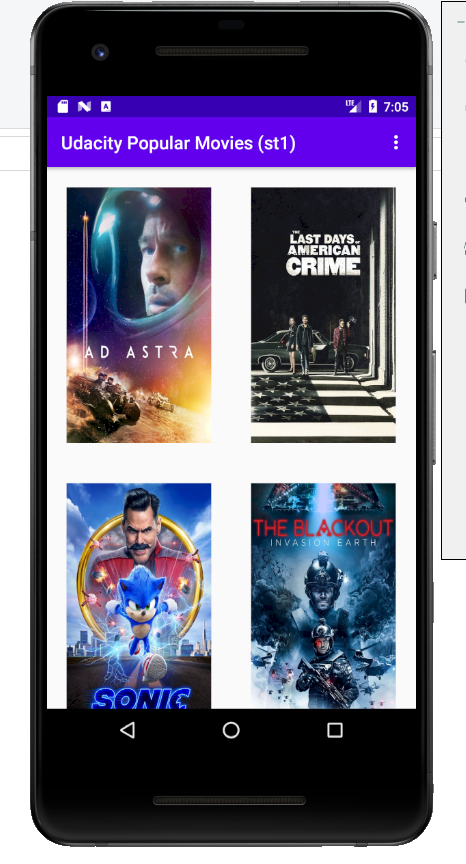 LTE
7:05
Udacity Popular Movies (st1)
AD ASTRA
THE
LAST DAYS OF
AMERICAN
CRIME
SONIC
THE BLACKOUT
INVASION EARTH